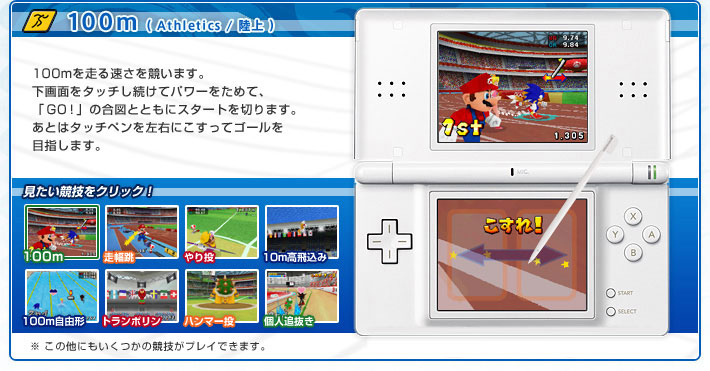 100m ( Athletics / 陸上 )
100mを走る速さを競います。
下画面をタッチし続けてパワーをためて、
「GO！」の合図とともにスタートを切ります。
あとはタッチペンを左右にこすってゴールを
目指します。
9.74
9.84
1st
1.305
MIC.
見たい競技をクリック！
100m
走幅跳
やり投
10m高飛込み
100m自由形
トランポリン
ハンマー投
個人追抜き
こすれ！
X
Y
A
B
START
SELECT
※ この他にもいくつかの競技がプレイできます。